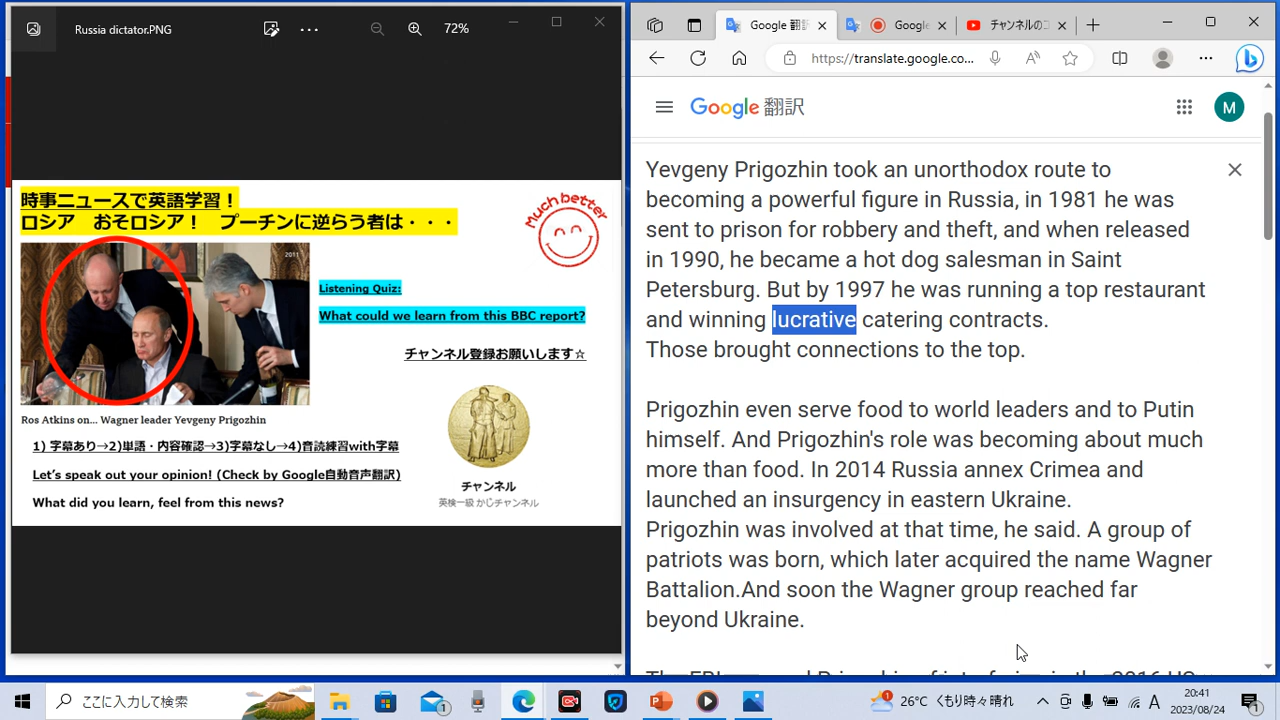 Russia dictator.PNG
72%
時事ニュースで英語学習！
ロシア　おそロシア！　プーチンに逆らう者は・・・
Much better
2011
Listening Quiz:
What could we learn from this BBC report?
チャンネル登録お願いします☆
Ros Atkins on... Wagner leader Yevgeny Prigozhin
1) 字幕あり→2)単語・内容確認→3)字幕なし→4)音読練習with字幕
Let's speak out your opinion! (Check by Google自動音声翻訳)
What did you learn, feel from this news?
チャンネル
英検一級 かじチャンネル
Google 翻訳
Google
チャンネルのコ
https://translate.google.co...
Google 翻訳
M
Yevgeny Prigozhin took an unorthodox route to
becoming a powerful figure in Russia, in 1981 he was
sent to prison for robbery and theft, and when released
in 1990, he became a hot dog salesman in Saint
Petersburg. But by 1997 he was running a top restaurant
and winning lucrative catering contracts.
Those brought connections to the top.
Prigozhin even serve food to world leaders and to Putin
himself. And Prigozhin's role was becoming about much
more than food. In 2014 Russia annex Crimea and
launched an insurgency in eastern Ukraine.
Prigozhin was involved at that time, he said. A group of
patriots was born, which later acquired the name Wagner
Battalion.And soon the Wagner group reached far
beyond Ukraine.
ここに入力して検索
26°C くもり時々晴れ
A
20:41
2023/08/24